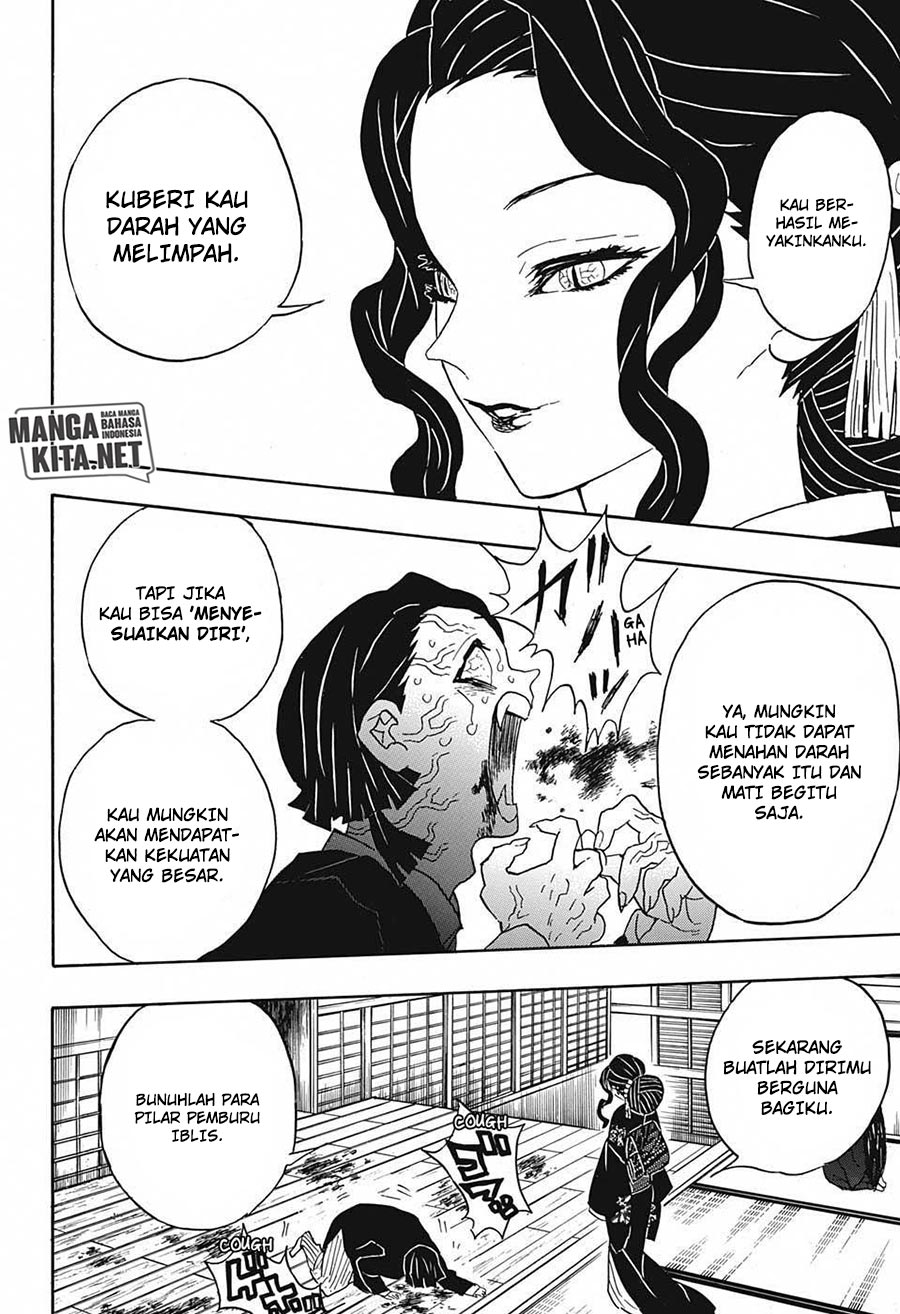 KAU BER-
HASIL ME-
YAKINKANKU.
KUBERI KAU
DARAH YANG
MELIMPAH.
MANGA
KITA.NET
BACA MANGA
BAHASA
INDONESIA
ガハッ
GA
HA
YA, MUNGKIN
KAU TIDAK DAPAT
MENAHAN DARAH
SEBANYAK ITU DAN
MATI BEGITU
SAJA.
TAPI JIKA
KAU BISA 'MENYE-
SUAIKAN DIRI',
KAU MUNGKIN
AKAN MENDAPAT-
KAN KEKUATAN
YANG BESAR.
SEKARANG
BUATLAH DIRIMU
BERGUNA
BAGIKU.
BUNUHLAH PARA
PILAR PEMBURU
IBLIS.
COUGH
COUGH